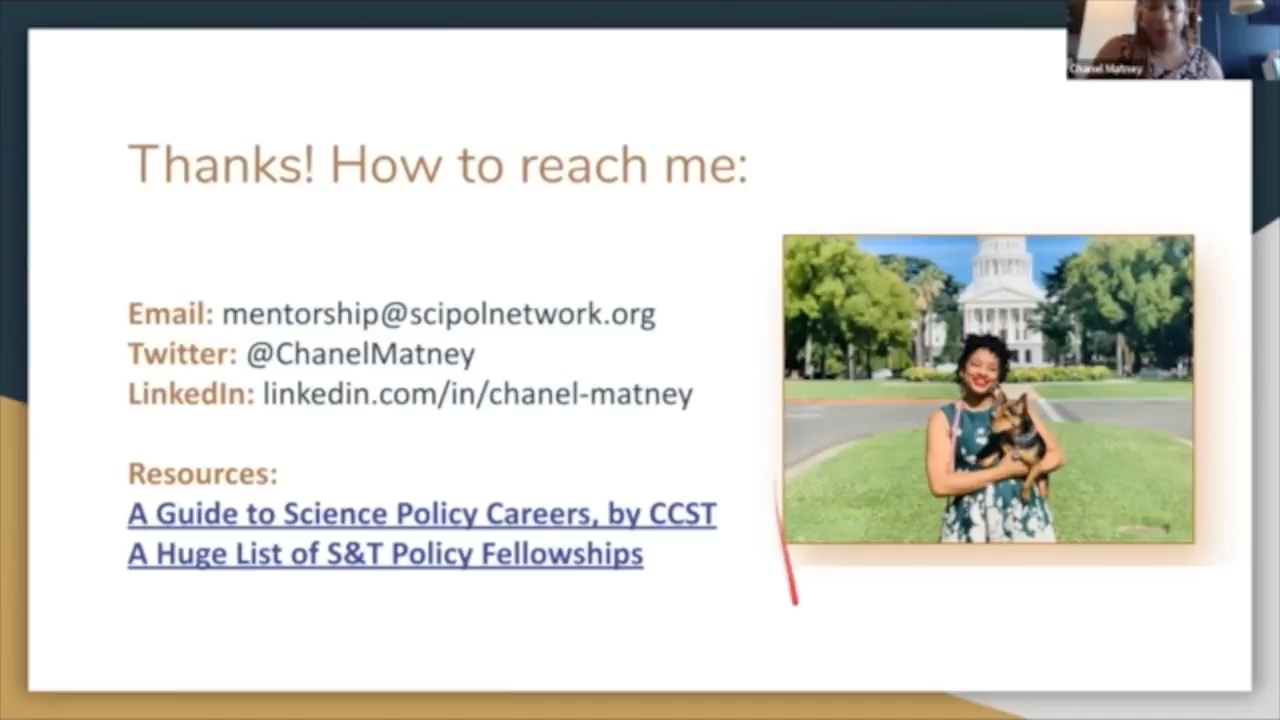 Chanel Matney
Thanks! How to reach me:
Email: mentorship@scipolnetwork.org
Twitter: @ChanelMatney
LinkedIn: linkedin.com/in/chanel-matney
Resources:
A Guide to Science Policy Careers, by CCST
A Huge List of S&T Policy Fellowships